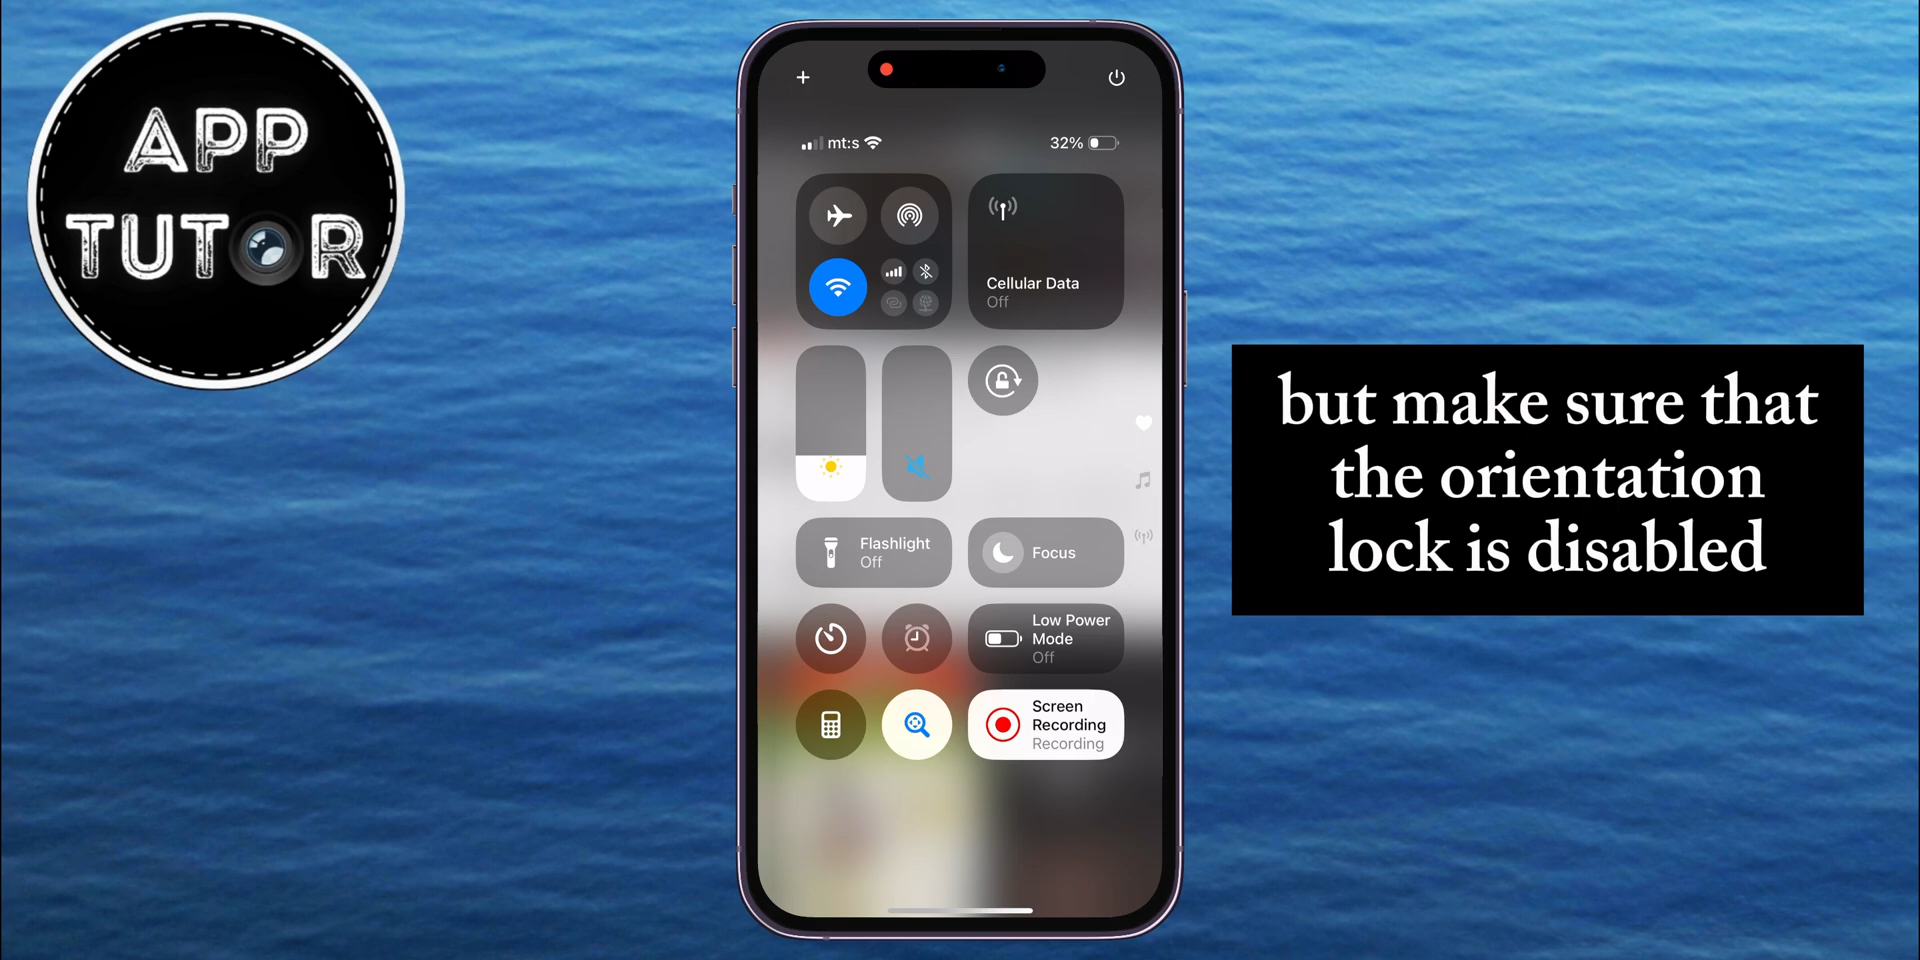 APP
TUTOR
mt:s
32%
Cellular Data
Off
Flashlight
Off
Focus
Low Power
Mode
Off
Screen
Recording
Recording
but make sure that
the orientation
lock is disabled